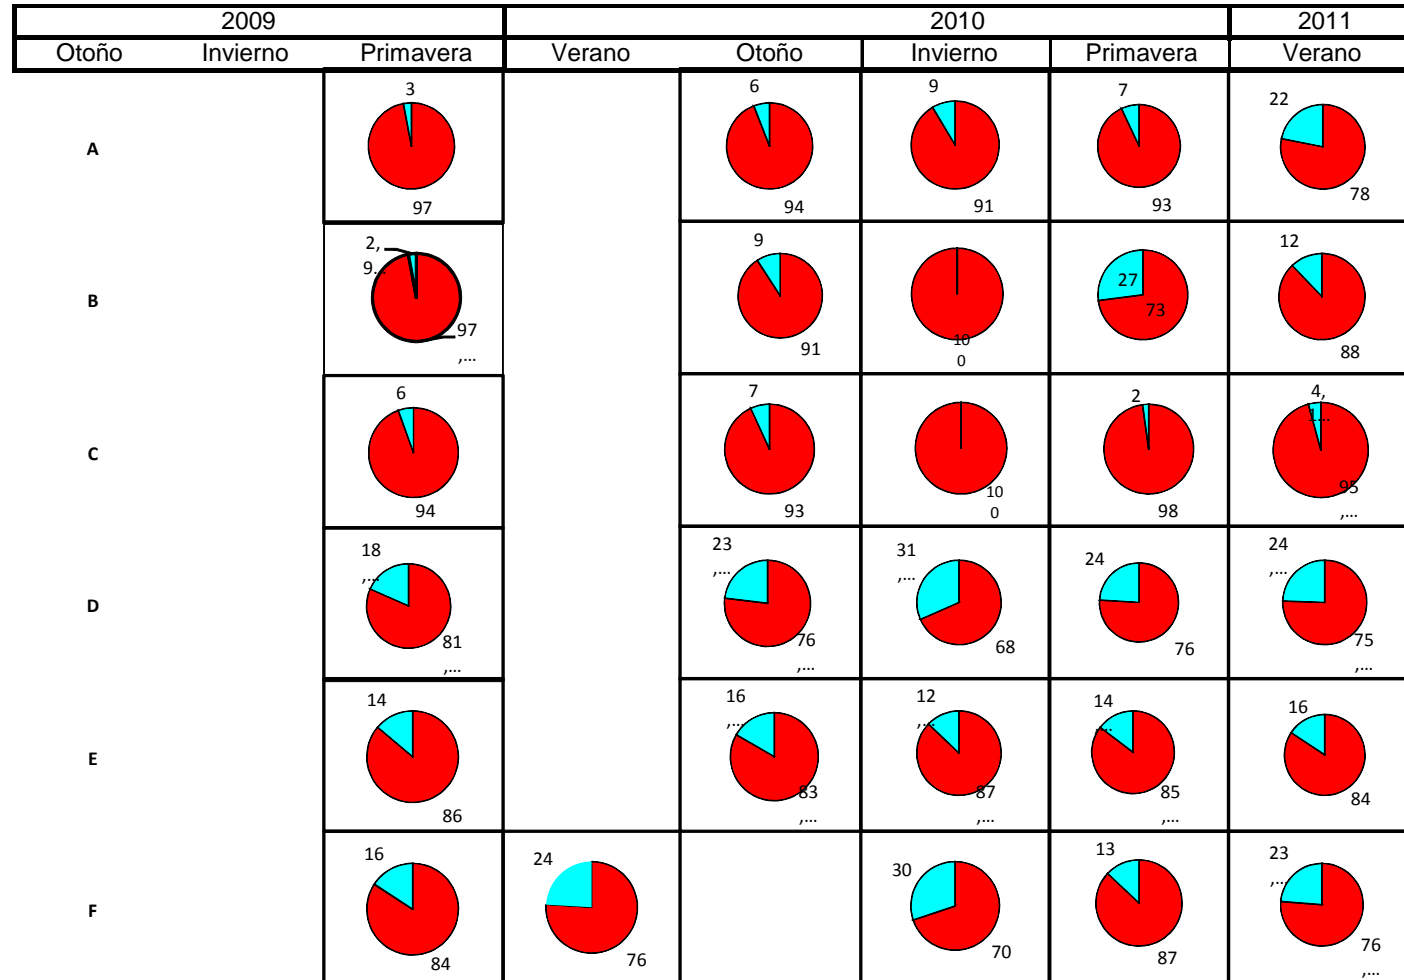 2009 2010 2011
Otoño Invierno Primavera Verano Otoño Invierno Primavera Verano
3 6 9 7 22
A
97 94 91 93 78
2, 9 12
9...
B 27
73
97 10
,... 91 0 88
6 7 2 4,
1...
C
95
10
94 93 0 98 ,...
18 23 31 24 24
,... ,... ,... ,...
D
81 76 68 76 75
,... ,... ,...
14 16 12 14 16
,... ,... ,...
E
83 87 85 84
86 ,... ,... ,...
16 24 30 13 23
,...
F
84 76 70 87 76
,...